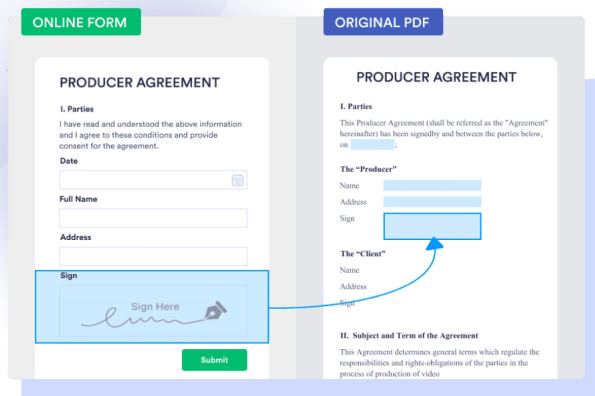 ONLINE FORM
PRODUCER AGREEMENT
I. Parties
I have read and understood the above information
and I agree to these conditions and provide
consent for the agreement.
Date
Full Name
Address
Sign
Sign Here
Submit
ORIGINAL PDF
PRODUCER AGREEMENT
I. Parties
This Producer Agreement (shall be referred as the "Agreement"
hereinafter) has been signedby and between the parties below,
on ;
The “Producer”
Name
Address
Sign
The “Client”
Name
Address
Sign
II. Subject and Term of the Agreement
This Agreement determines general terms which regulate the
responsibilities and rights-obligations of the parties in the
process of production of video